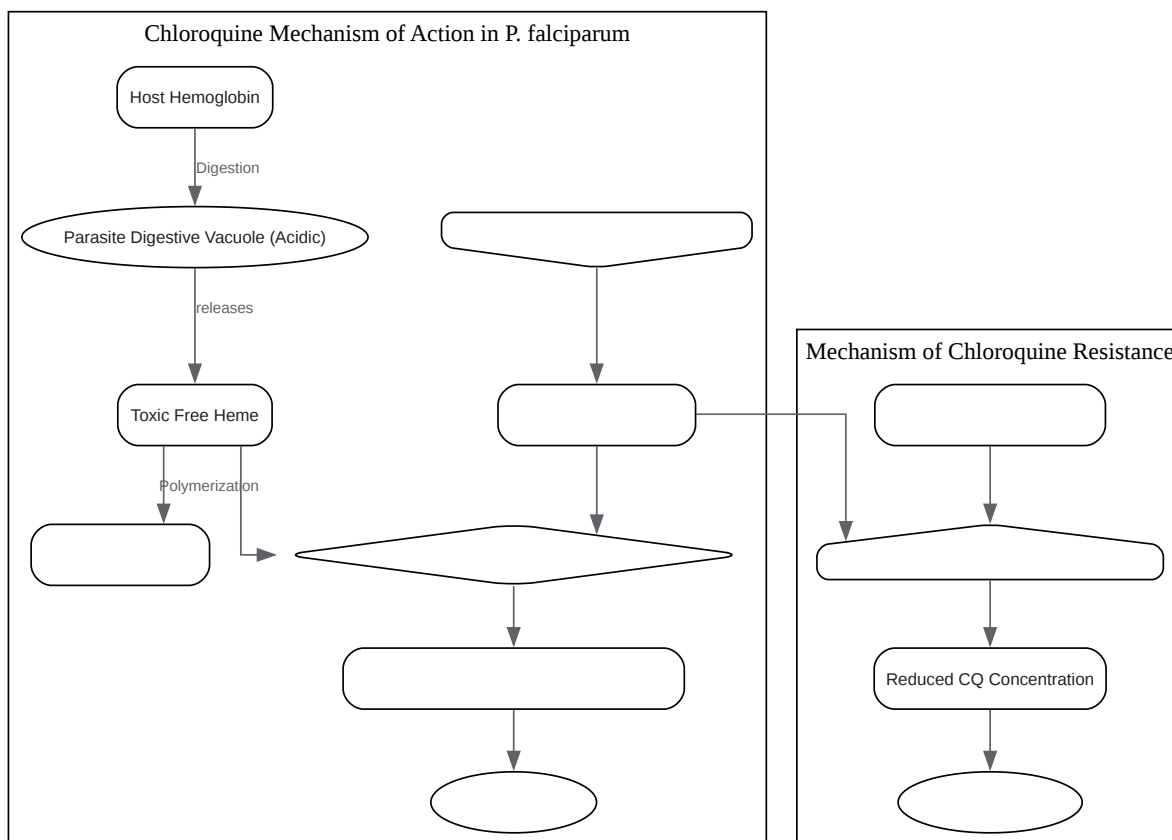 Chloroquine Mechanism of Action in P. falciparum
Host Hemoglobin
Digestion
Parasite Digestive Vacuole (Acidic)
releases
Mechanism of Chloroquine Resistance
Toxic Free Heme
Polymerization
Reduced CQ Concentration